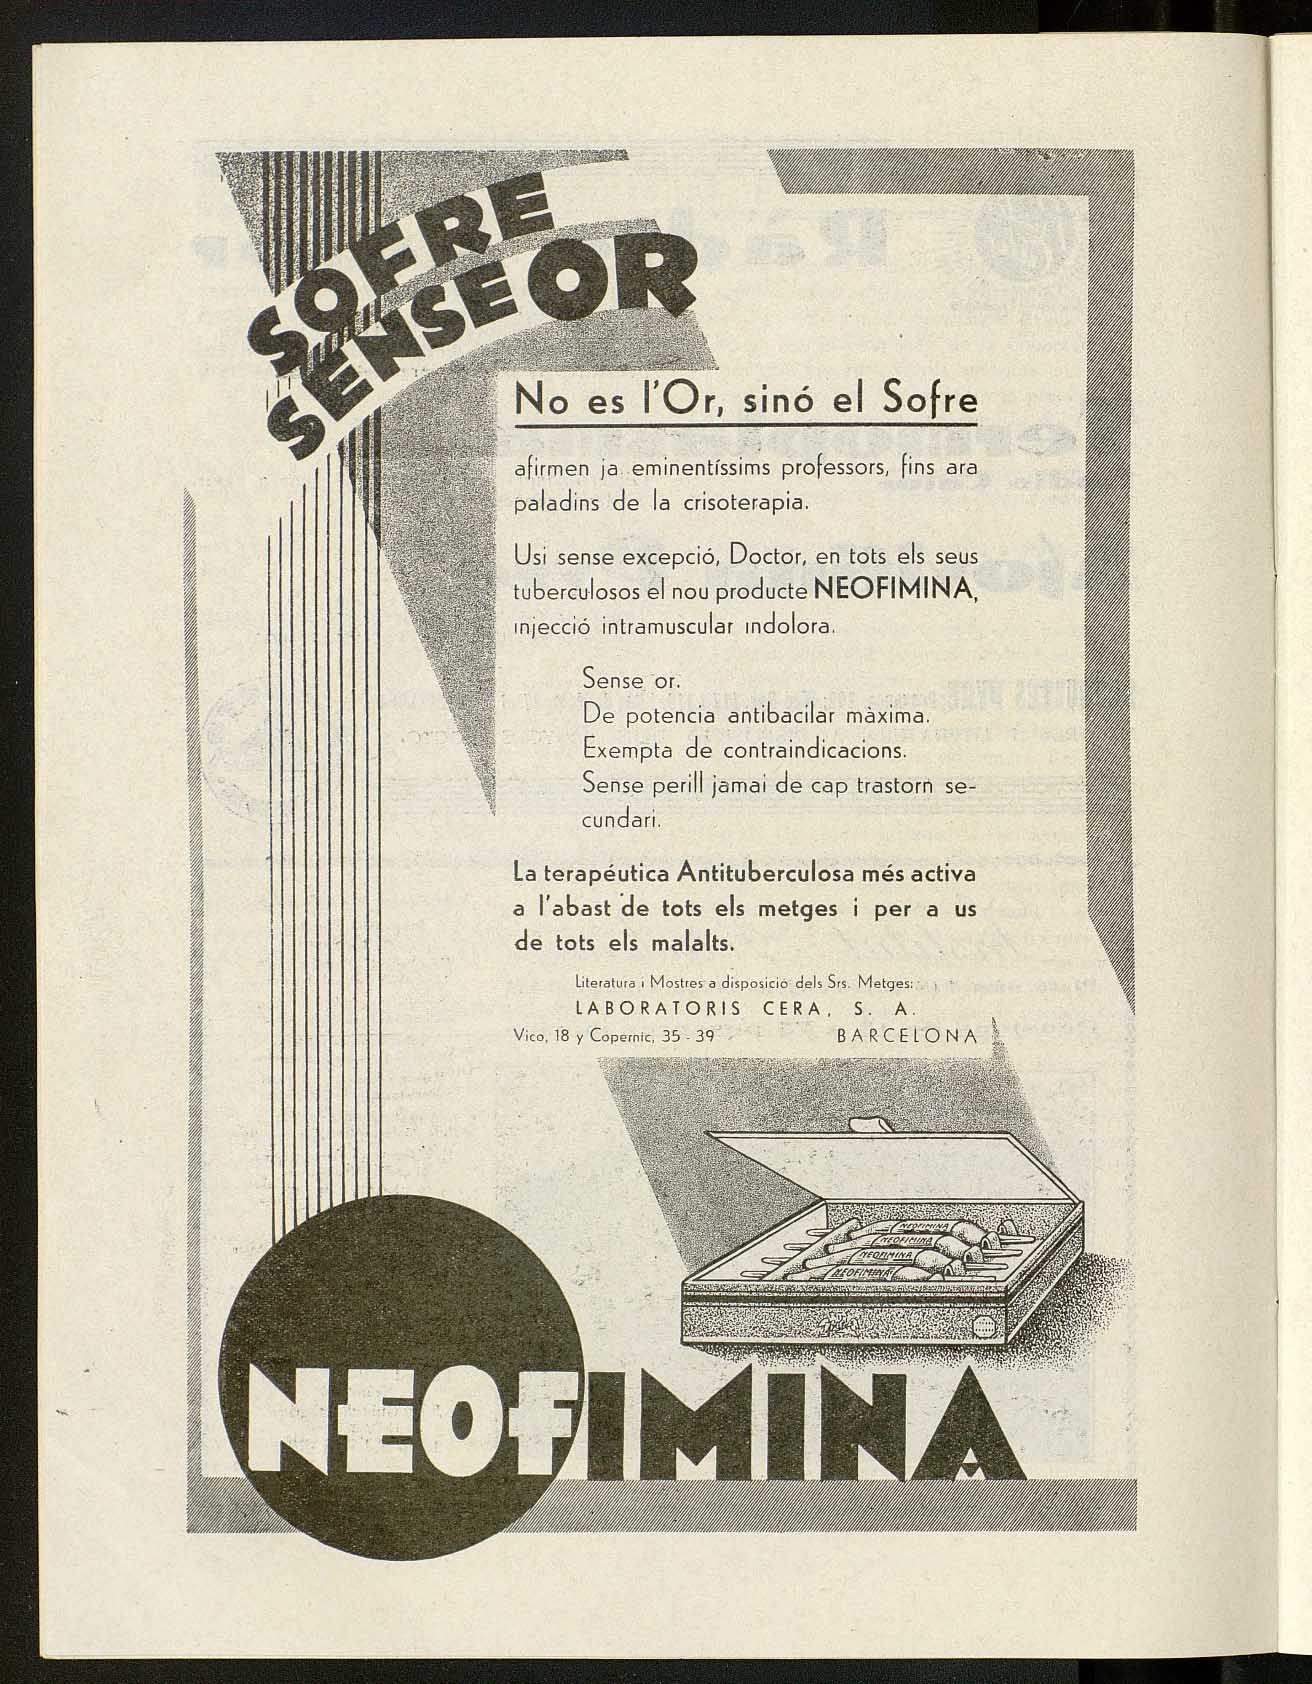 SOFRE
SENSE OR
No es l'Or, sinó el Sofre
afirmen ja eminentíssims professors, fins ara
paladins de la crisoterapia.
Usi sense excepció, Doctor, en tots els seus
tuberculosos el nou producte NEOFIMINA,
injecció intramuscular indolora.
Sense or.
De potencia antibacilar màxima.
Exempta de contraindicacions.
Sense perill jamai de cap trastorn se-
cundari.
La terapéutica Antituberculosa més activa
a l'abast de tots els metges i per a us
de tots els malalts.
Literatura i Mostres a disposició dels Srs. Metges:
LABORATORIS CERA, S. A.
Vico, 18 y Copernic, 35 - 39 BARCELONA
NEOFIMINA
NEOFIMINA
NEOFIMINA
NEOFIMINA
NEOFIMINA